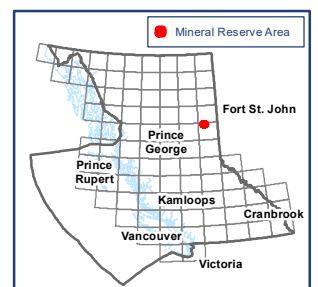 Mineral Reserve Area
Fort St. John
Prince
George
Prince
Rupert
Kamloops
Cranbrook
Vancouver
Victoria